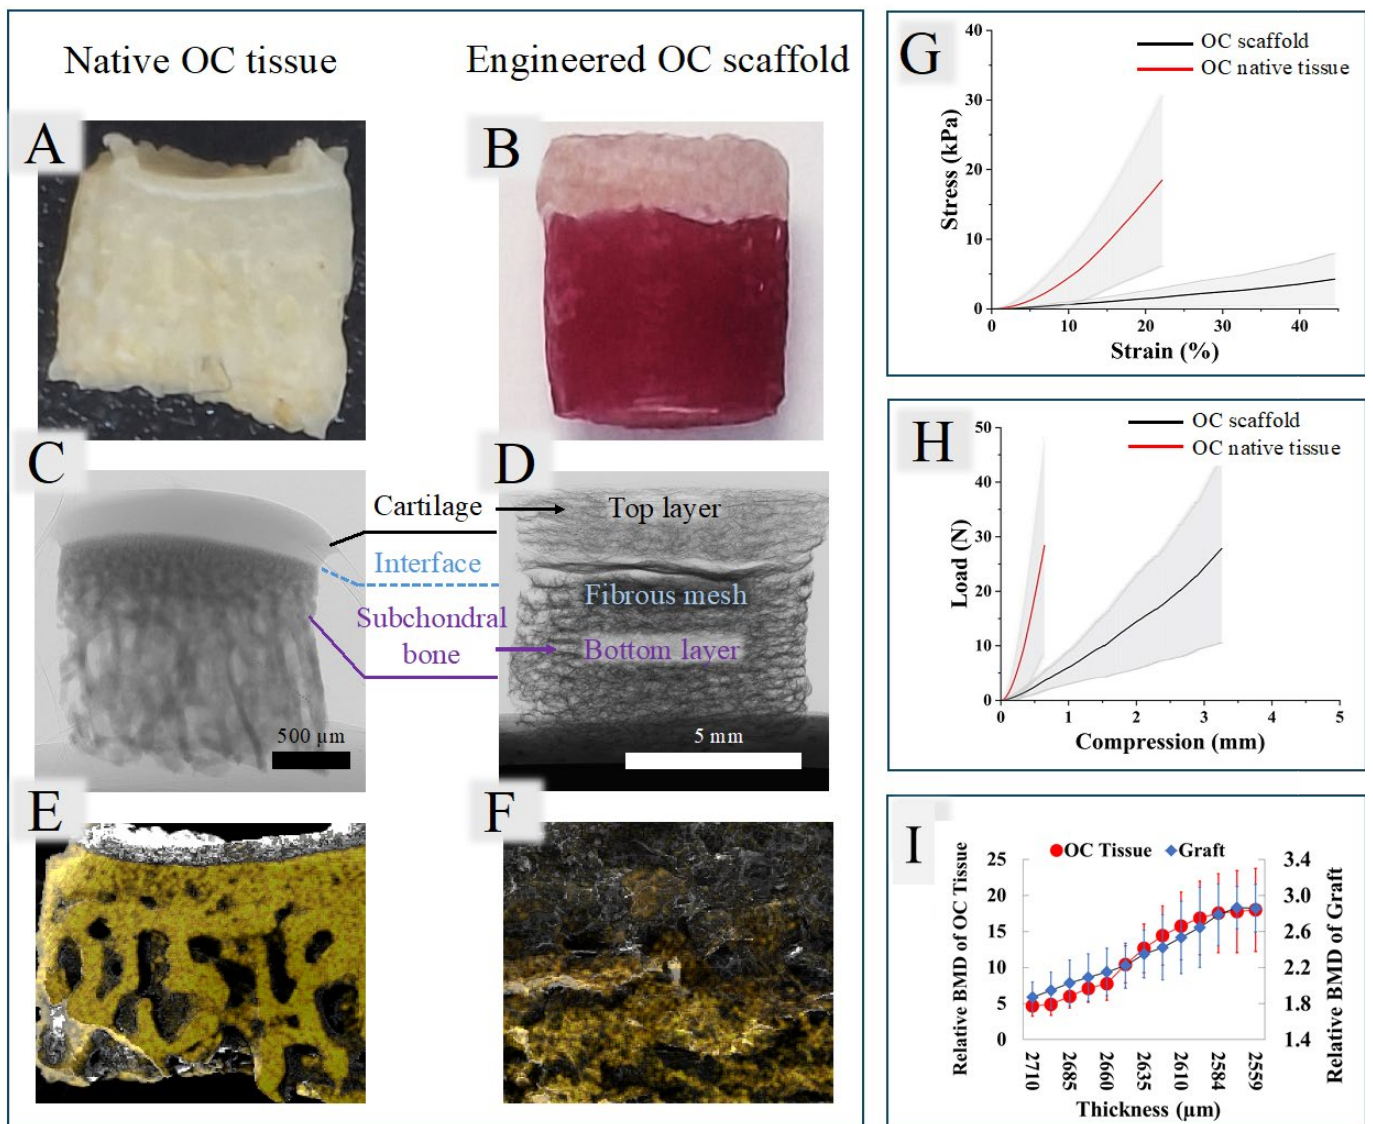 Native OC tissue
Engineered OC scaffold
A
B
C
D
Cartilage
Interface
Subchondral
bone
Top layer
Fibrous mesh
Bottom layer
500 µm
5 mm
E
F
G
40
30
20
10
0
Stress (kPa)
OC scaffold
OC native tissue
0 10 20 30 40
Strain (%)
H
50
40
30
20
10
0
Load (N)
OC scaffold
OC native tissue
0 1 2 3 4 5
Compression (mm)
I
Relative BMD of OC Tissue
25
20
15
10
5
0
OC Tissue Graft
3.4
3.0
2.6
2.2
1.8
1.4
Relative BMD of Graft
2710 2685 2660 2635 2610 2584 2559
Thickness (µm)